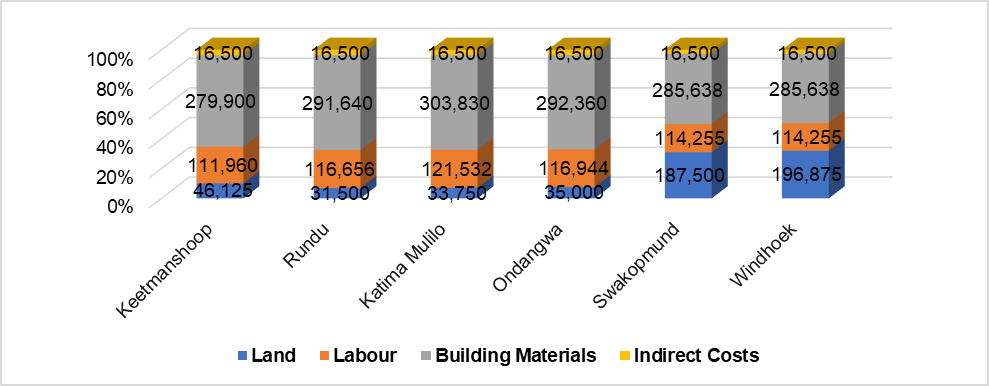 100%
80%
60%
40%
20%
0%
16,500 16,500 16,500 16,500 16,500 16,500
279,900 291,640 303,830 292,360 285,638 285,638
111,960 116,656 121,532 116,944 114,255 114,255
46,125 31,500 33,750 35,000 187,500 196,875
Keetmanshoop Rundu Katima Mulilo Ondangwa Swakopmund Windhoek
Land Labour Building Materials Indirect Costs